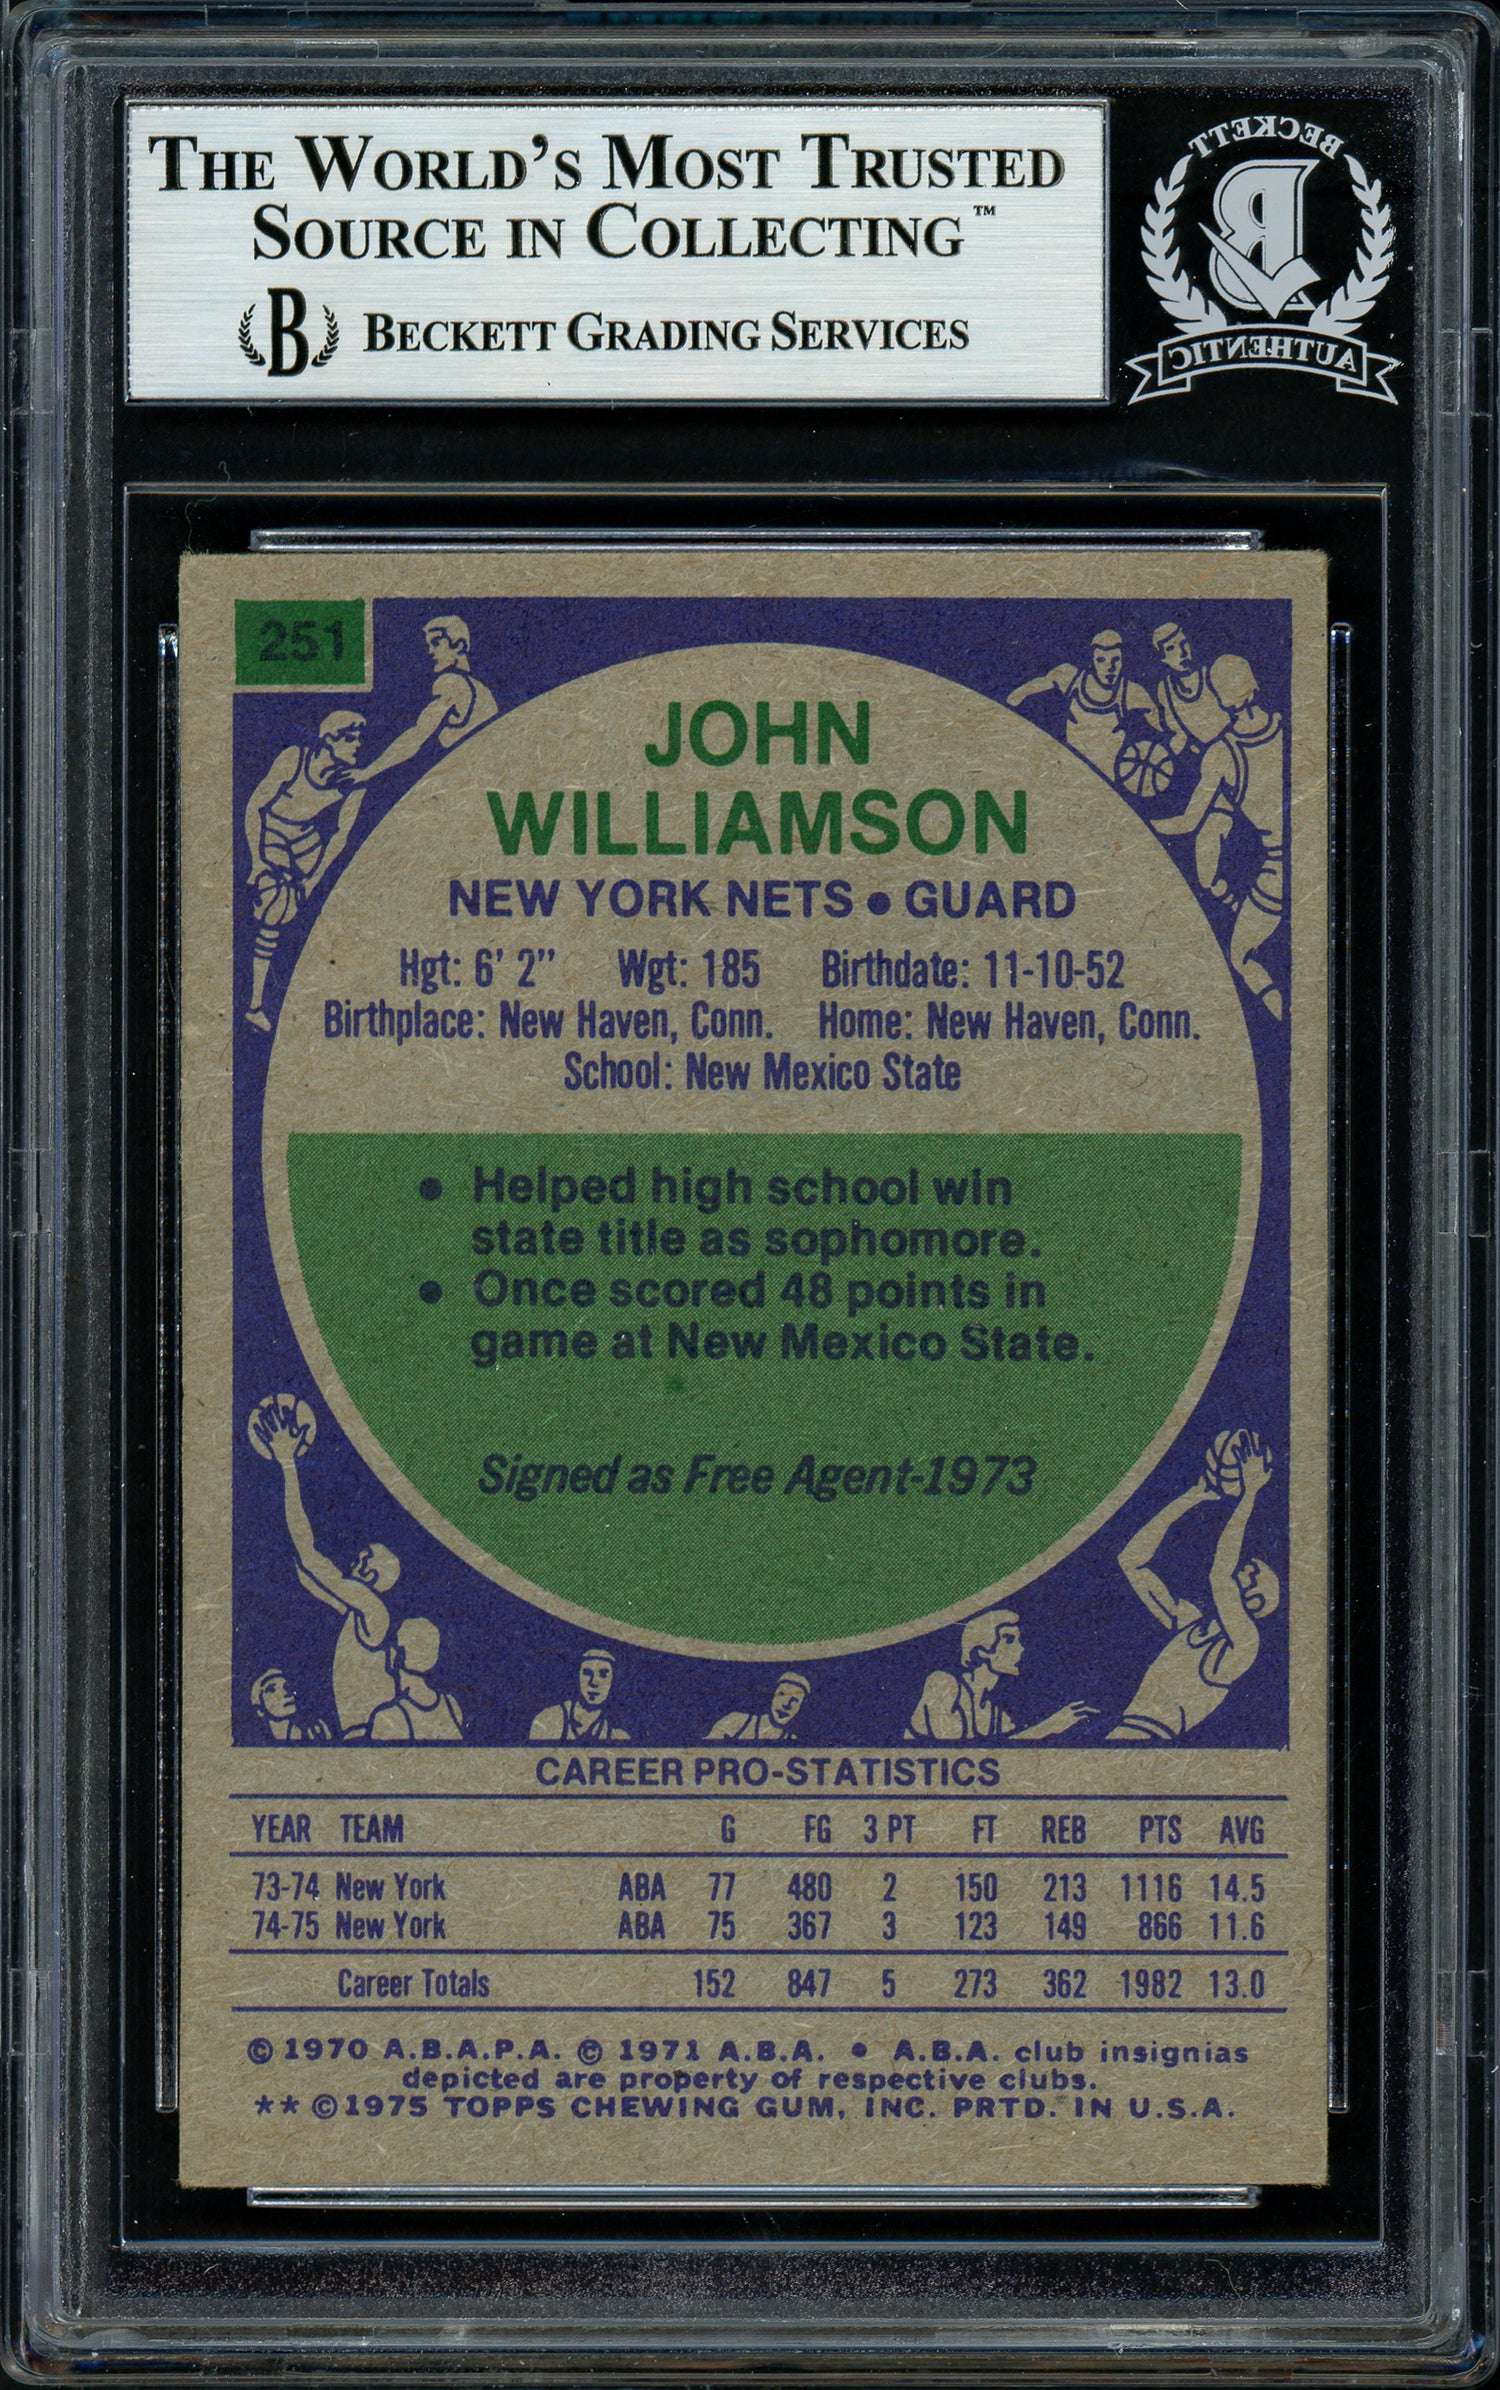 THE WORLD'S MOST TRUSTED
SOURCE IN COLLECTING™
B BECKETT GRADING SERVICES
BECKETT
B
AUTHENTIC
251
JOHN
WILLIAMSON
NEW YORK NETS • GUARD
Hgt: 6' 2" Wgt: 185 Birthdate: 11-10-52
Birthplace: New Haven, Conn. Home: New Haven, Conn.
School: New Mexico State
• Helped high school win
state title as sophomore.
• Once scored 48 points in
game at New Mexico State.
Signed as Free Agent-1973
CAREER PRO-STATISTICS
YEAR TEAM G FG 3 PT FT REB PTS AVG
73-74 New York ABA 77 480 2 150 213 1116 14.5
74-75 New York ABA 75 367 3 123 149 866 11.6
Career Totals 152 847 5 273 362 1982 13.0
© 1970 A.B.A.P.A. © 1971 A.B.A. • A.B.A. club insignias
depicted are property of respective clubs.
** © 1975 TOPPS CHEWING GUM, INC. PRTD. IN U.S.A.